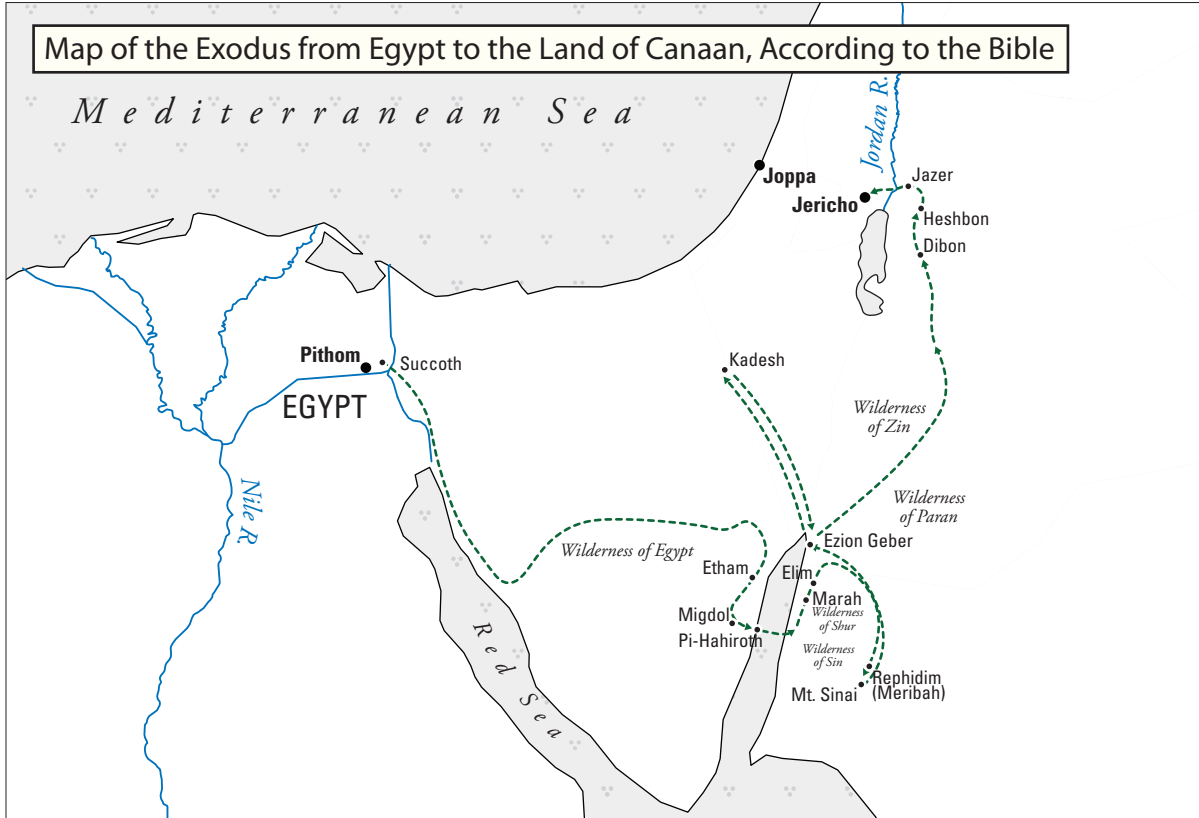 Map of the Exodus from Egypt to the Land of Canaan, According to the Bible
Mediterranean Sea
Jordan R.
Joppa
Jazer
Jericho
Heshbon
Dibon
Pithom
Succoth
EGYPT
Kadesh
Wilderness
of Zin
Nile R.
Wilderness
of Paran
Wilderness of Egypt
Ezion Geber
Etham
Elim
Marah
Migdol
Wilderness
of Shur
Pi-Hahiroth
Red Sea
Wilderness
of Sin
Rephidim
(Meribah)
Mt. Sinai